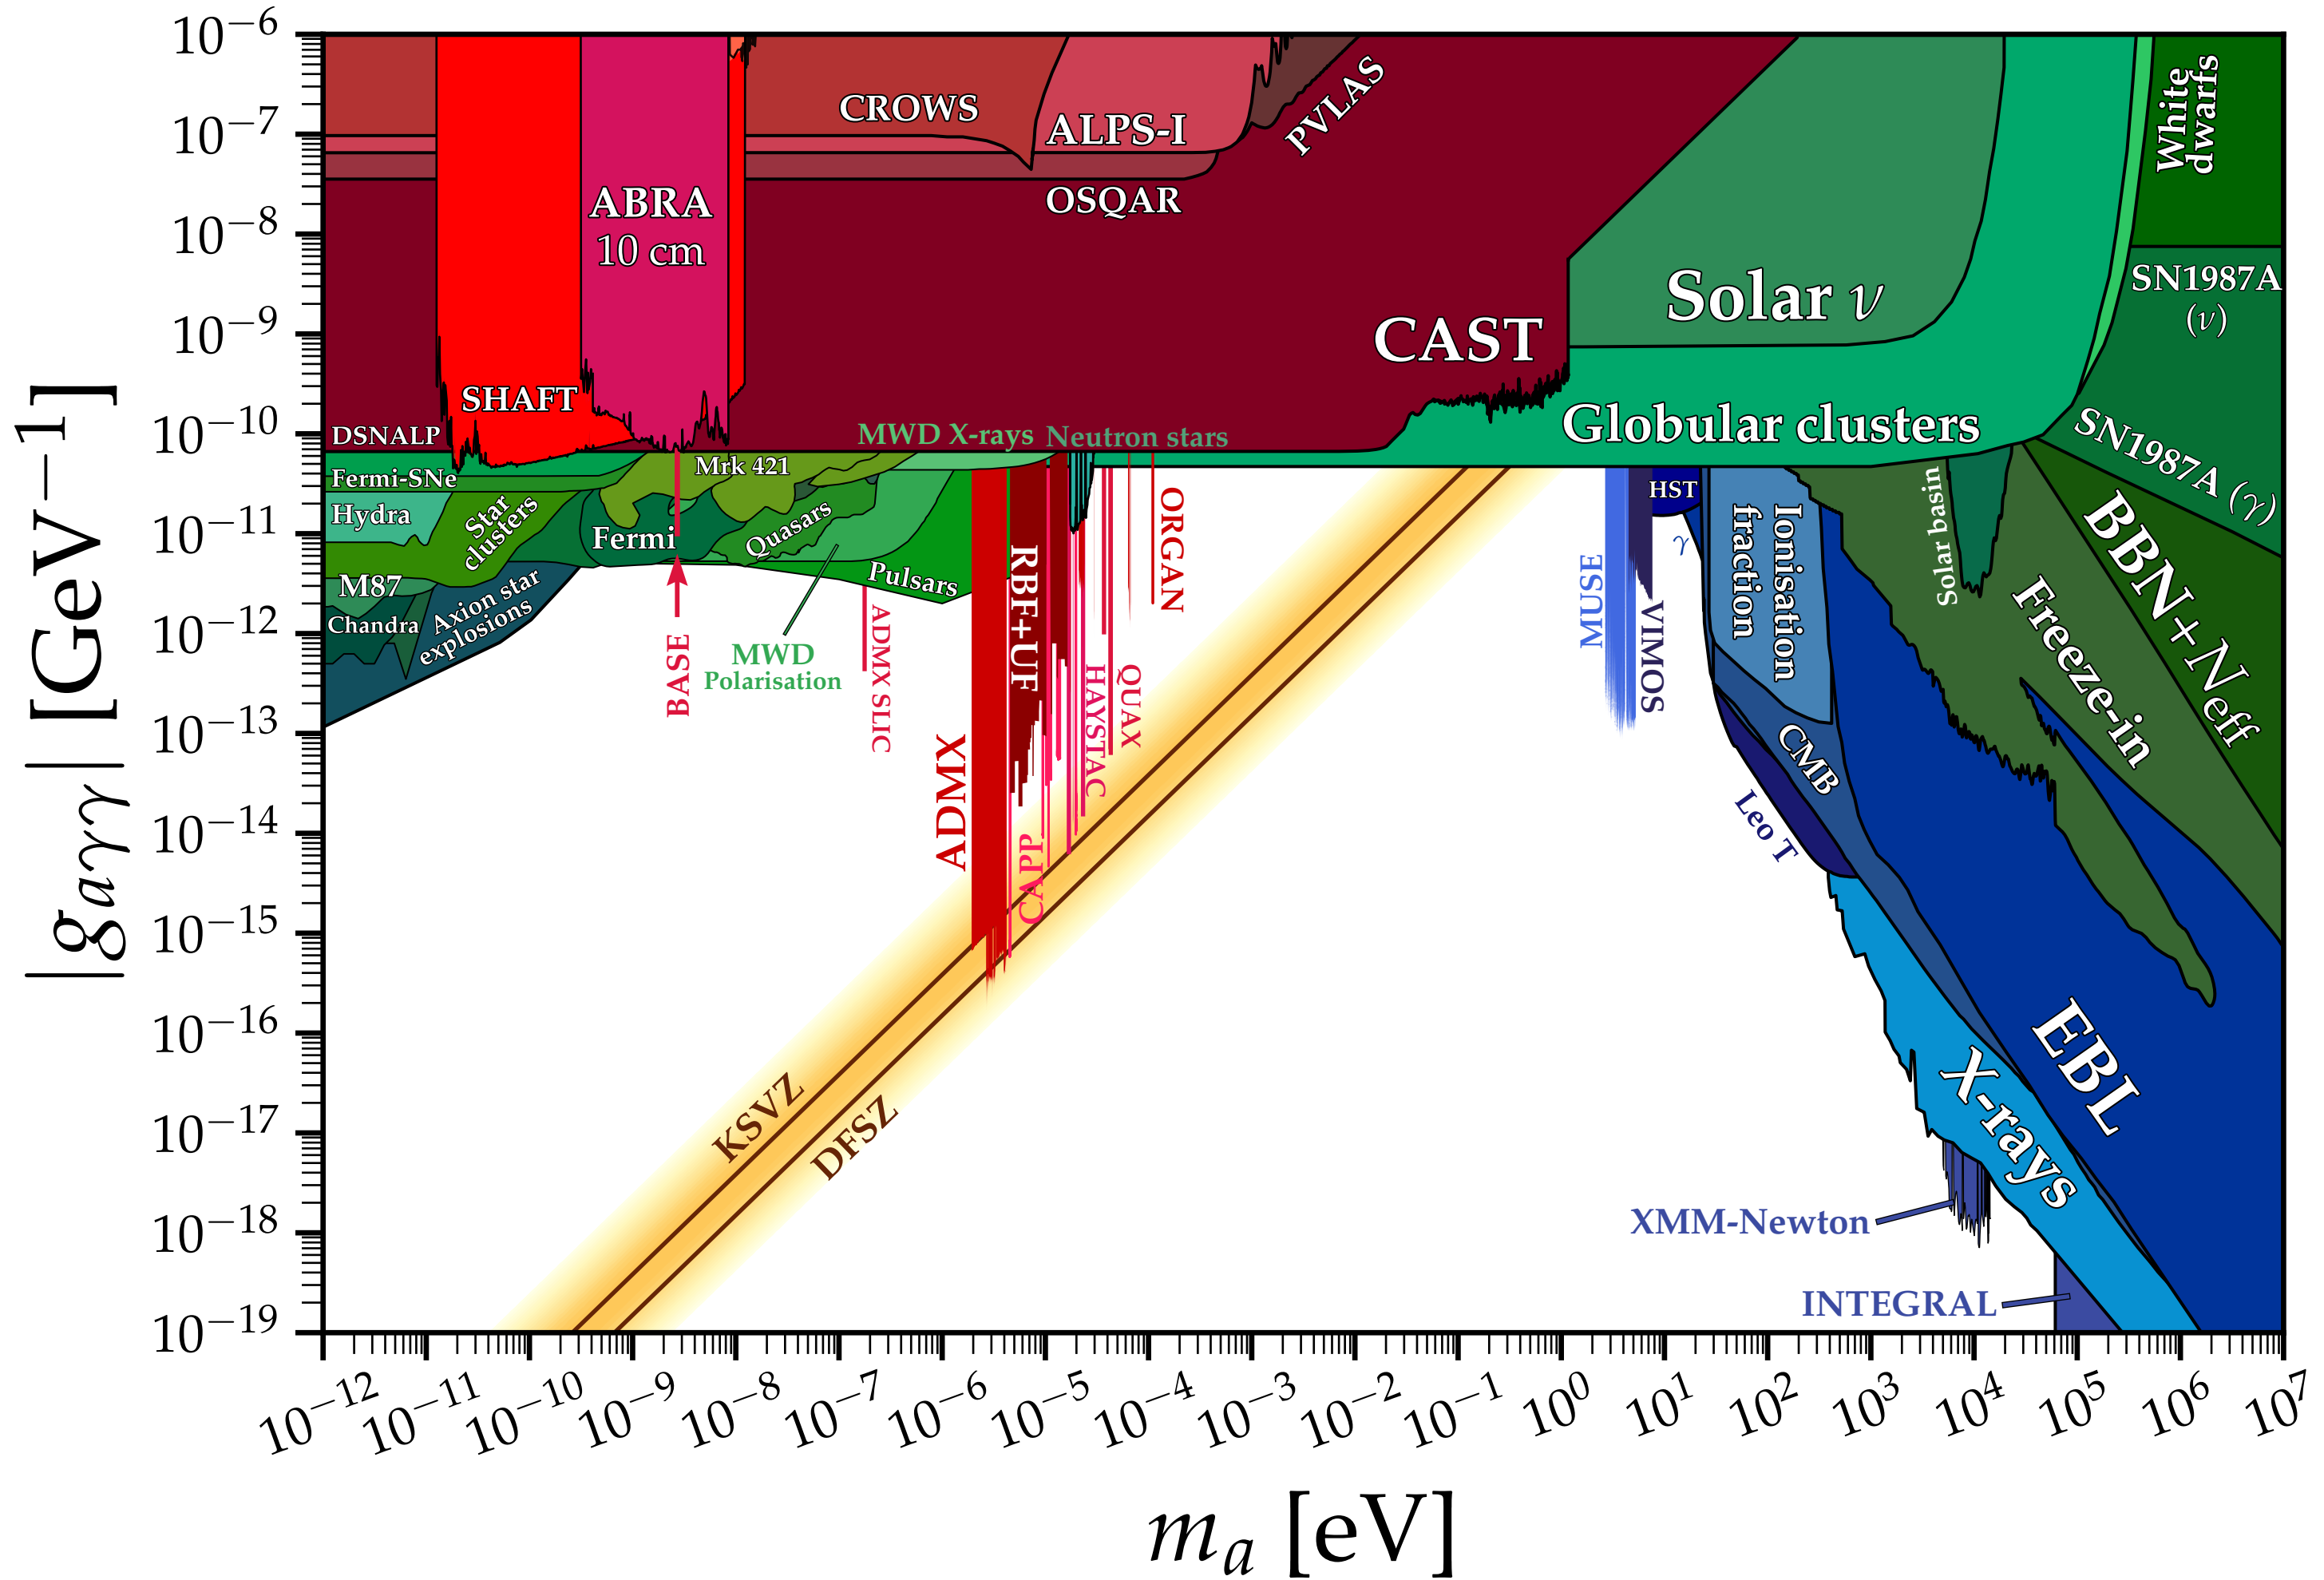 10−6
10−7
10−8
10−9
10−10
10−11
10−12
10−13
10−14
10−15
10−16
10−17
10−18
10−19
|gaγγ| [GeV−1]
CROWS
ALPS-I
PVLAS
OSQAR
ABRA
10 cm
White
dwarfs
SN1987A
(ν)
Solar ν
CAST
SHAFT
Globular clusters
DSNALP
MWD X-rays
Neutron stars
SN1987A (γ)
Mrk 421
Fermi-SNe
Hydra
Star
clusters
Fermi
Quasars
Pulsars
M87
Chandra
Axion star
explosions
BASE
MWD
Polarisation
ADMX SLIC
ADMX
RBF+UF
CAPP
HAYSTAC
QUAX
ORGAN
MUSE
VIMOS
HST
γ
Ionisation
fraction
Solar basin
Freeze-in
BBN+Neff
CMB
Leo T
EBL
X-rays
KSVZ
DFSZ
XMM-Newton
INTEGRAL
10−12
10−11
10−10
10−9
10−8
10−7
10−6
10−5
10−4
10−3
10−2
10−1
100
101
102
103
104
105
106
107
ma [eV]